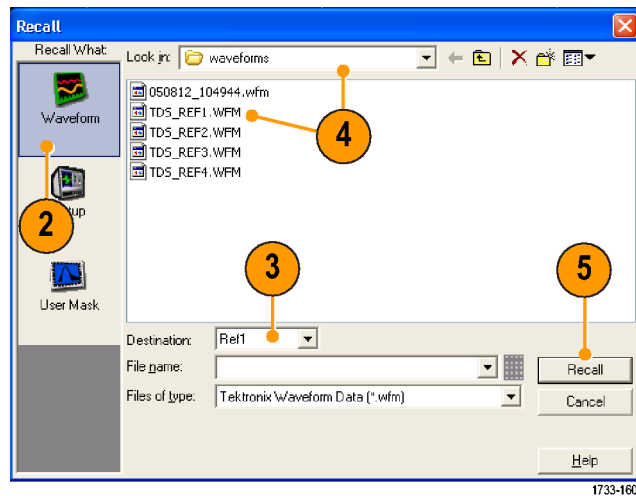 Recall
Recall What:
Look in: waveforms
Waveform
050812_104944.wfm
TDS_REF1.WFM
TDS_REF2.WFM
TDS_REF3.WFM
TDS_REF4.WFM
4
2
up
3
5
User Mask
Destination: Ref1
File name:
Recall
Files of type: Tektronix Waveform Data (*.wfm)
Cancel
Help
1733-160